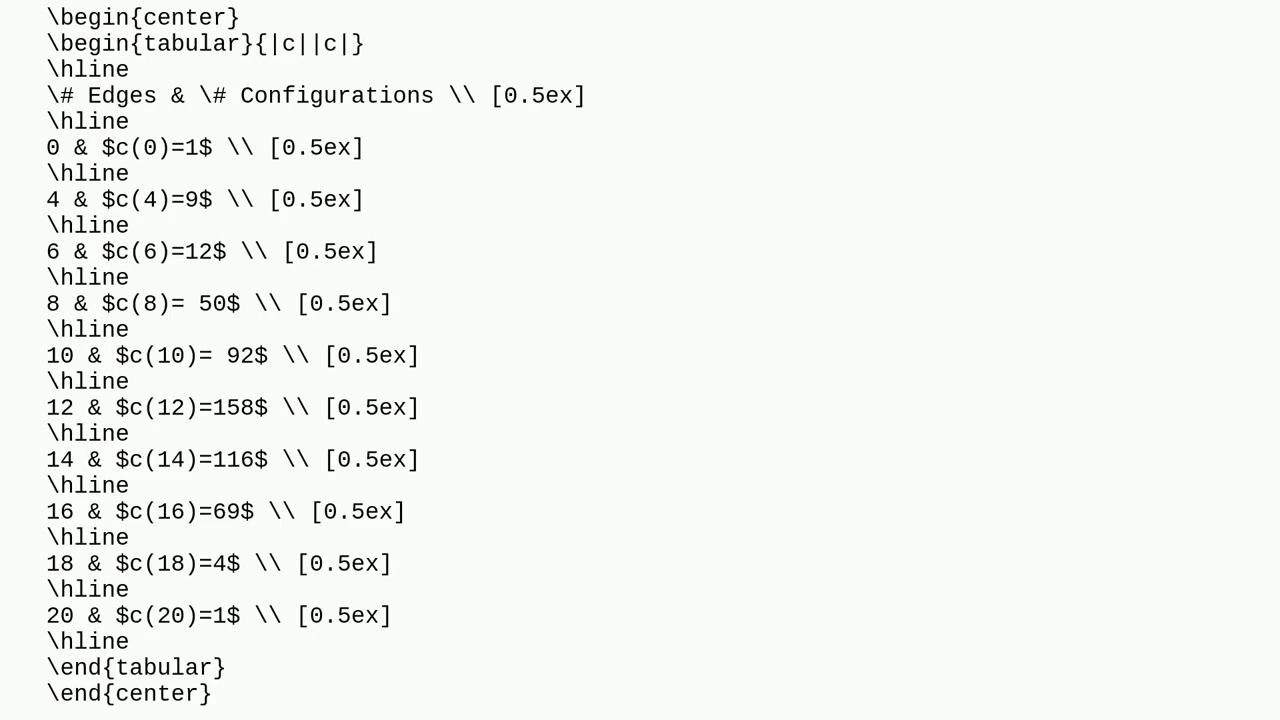 \begin{center}
\begin{tabular}{|c||c|}
\hline
\# Edges & \# Configurations \\ [0.5ex]
\hline
0 & $c(0)=1$ \\ [0.5ex]
\hline
4 & $c(4)=9$ \\ [0.5ex]
\hline
6 & $c(6)=12$ \\ [0.5ex]
\hline
8 & $c(8)= 50$ \\ [0.5ex]
\hline
10 & $c(10)= 92$ \\ [0.5ex]
\hline
12 & $c(12)=158$ \\ [0.5ex]
\hline
14 & $c(14)=116$ \\ [0.5ex]
\hline
16 & $c(16)=69$ \\ [0.5ex]
\hline
18 & $c(18)=4$ \\ [0.5ex]
\hline
20 & $c(20)=1$ \\ [0.5ex]
\hline
\end{tabular}
\end{center}